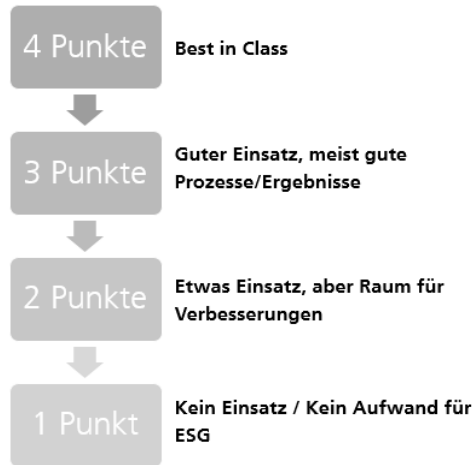 4 Punkte
Best in Class
3 Punkte
Guter Einsatz, meist gute
Prozesse/Ergebnisse
2 Punkte
Etwas Einsatz, aber Raum für
Verbesserungen
1 Punkt
Kein Einsatz / Kein Aufwand für
ESG